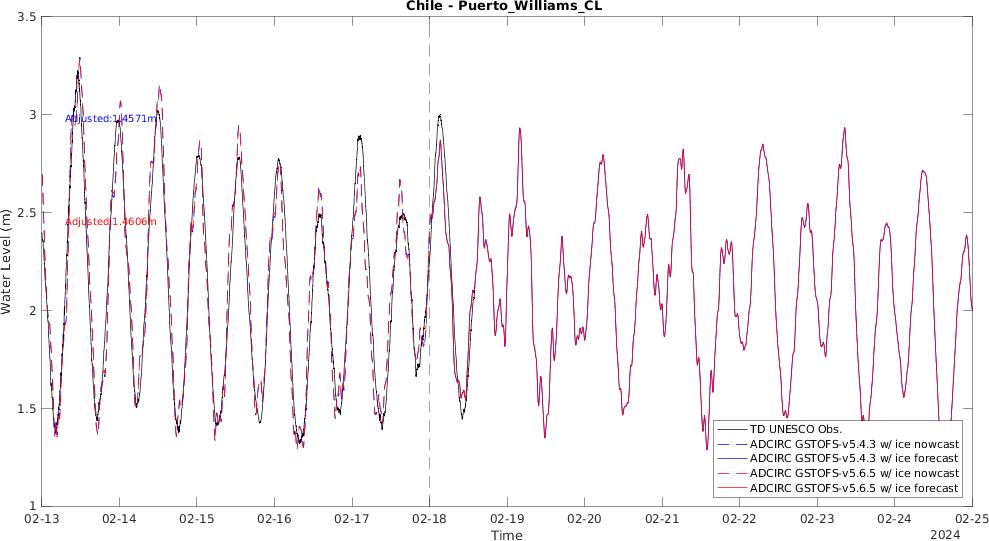 Chile - Puerto_Williams_CL
3.5
3
2.5
2
1.5
1
Water Level (m)
Adjusted:1.4571m
Adjusted:1.4606m
TD UNESCO Obs.
ADCIRC GSTOFS-v5.4.3 w/ ice nowcast
ADCIRC GSTOFS-v5.4.3 w/ ice forecast
ADCIRC GSTOFS-v5.6.5 w/ ice nowcast
ADCIRC GSTOFS-v5.6.5 w/ ice forecast
02-13 02-14 02-15 02-16 02-17 02-18 02-19 02-20 02-21 02-22 02-23 02-24 02-25
Time
2024